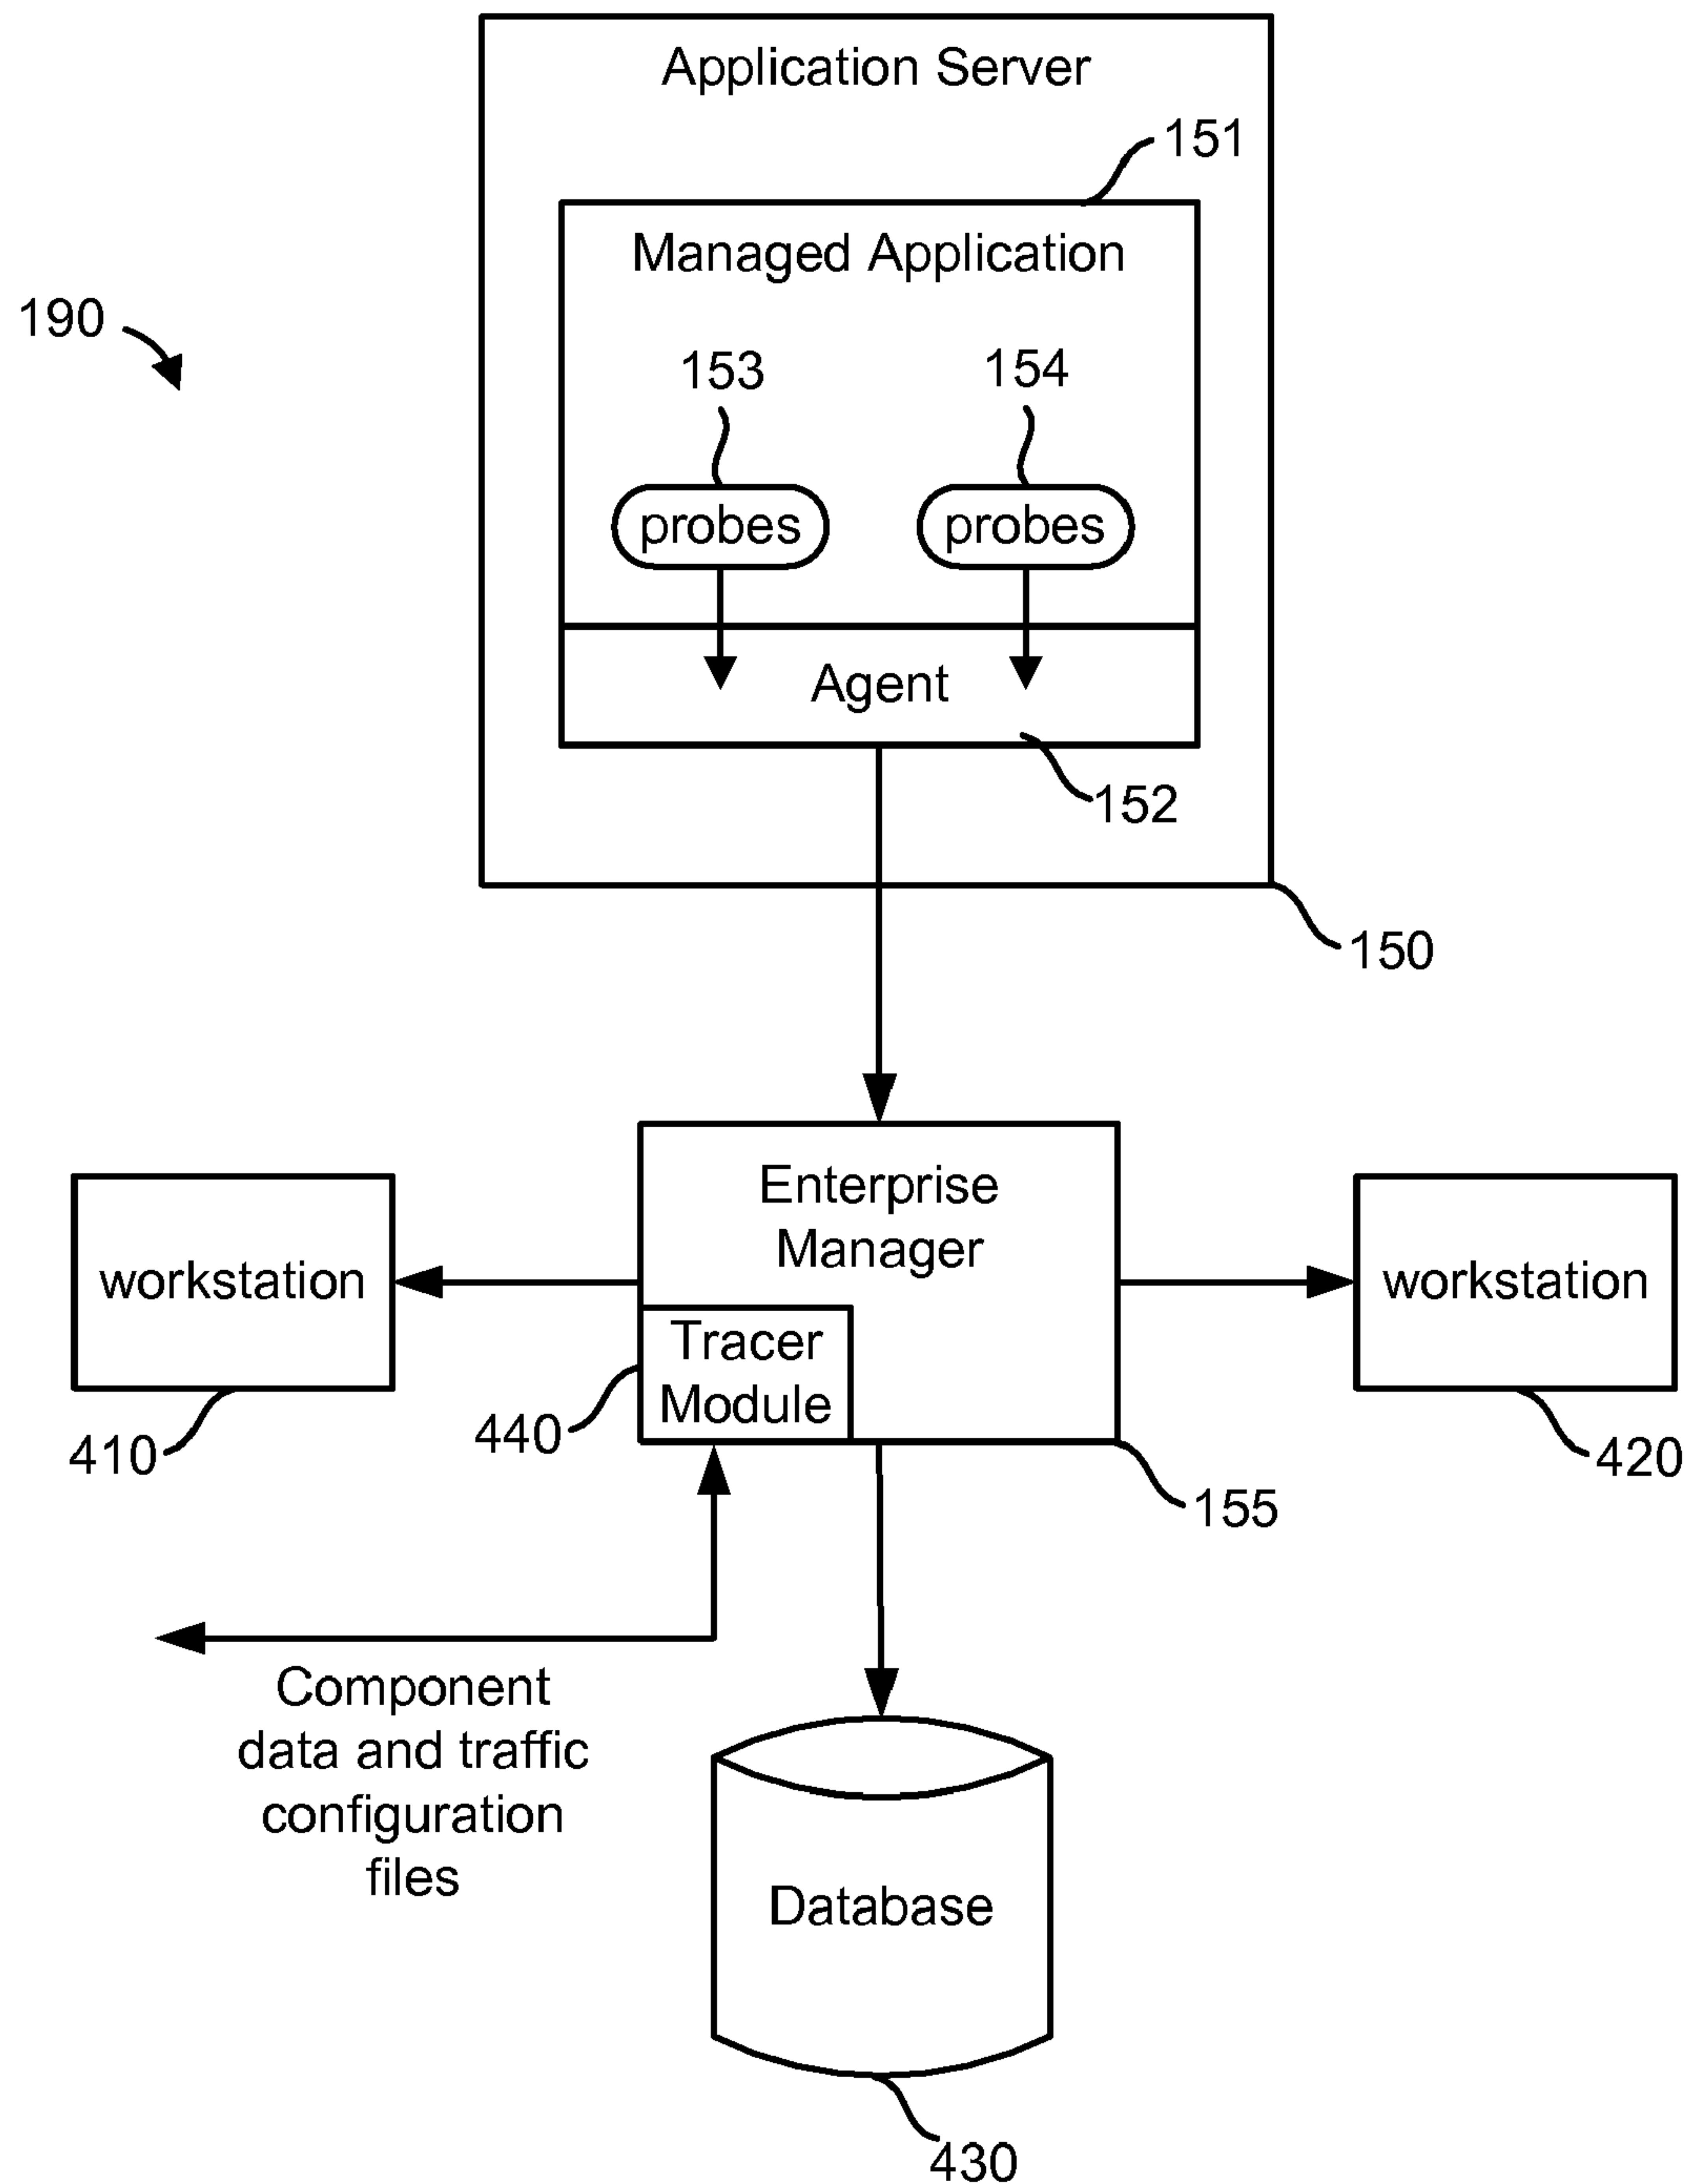 Application Server
151
Managed Application
190
153
154
probes
probes
Agent
152
150
Enterprise
Manager
workstation
workstation
Tracer
Module
440
410
420
155
Component
data and traffic
configuration
files
Database
430